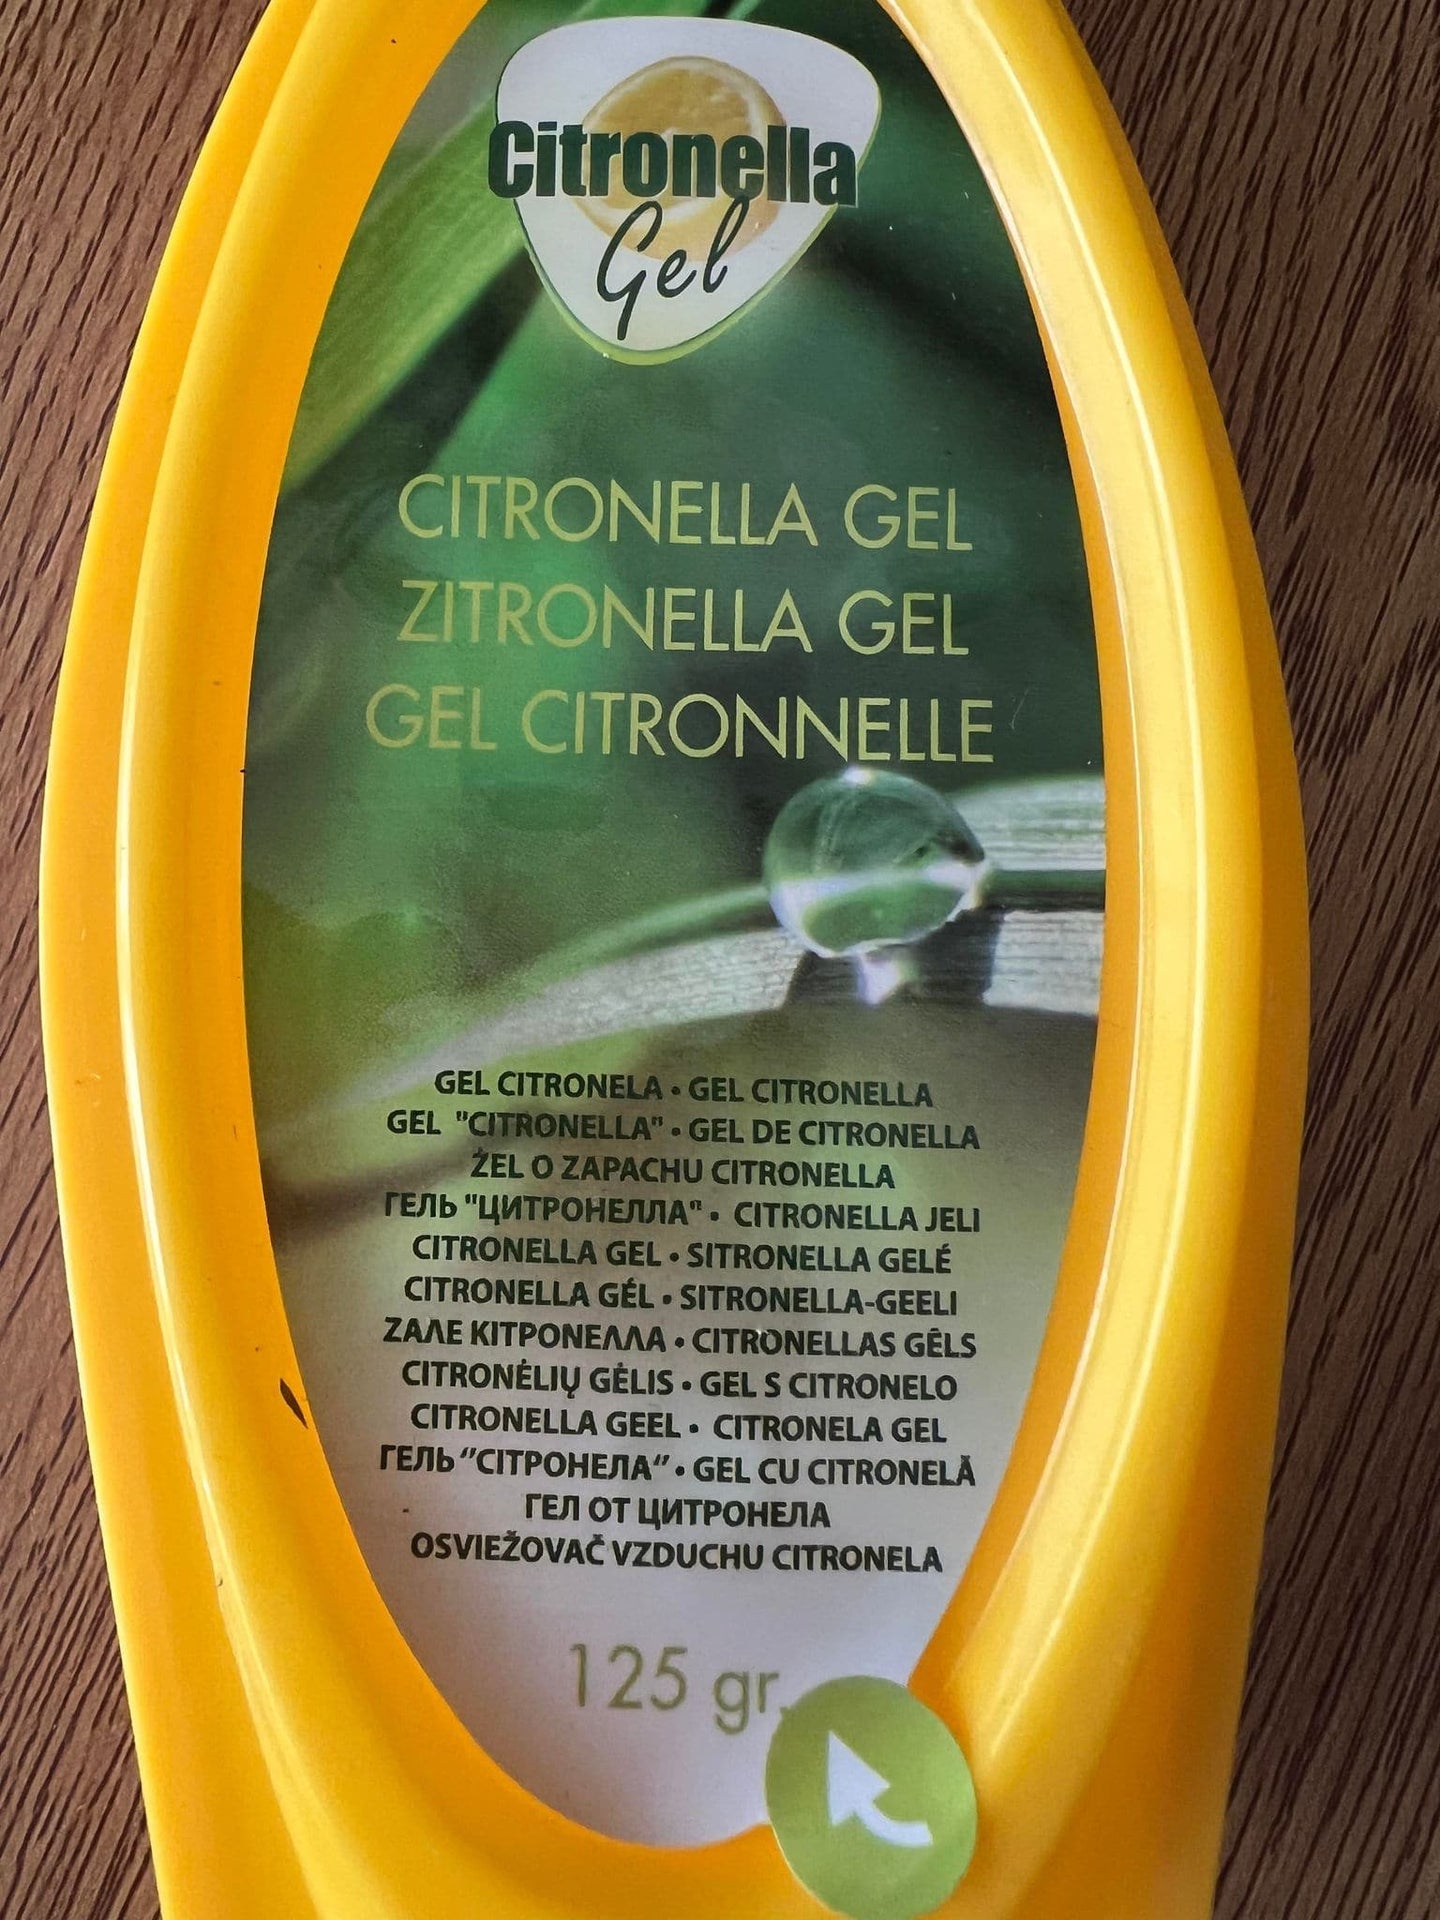 Citronella
Gel
CITRONELLA GEL
ZITRONELLA GEL
GEL CITRONNELLE
GEL CITRONELA • GEL CITRONELLA
GEL "CITRONELLA" • GEL DE CITRONELLA
ŻEL O ZAPACHU CITRONELLA
ГЕЛЬ "ЦИТРОНЕЛЛА" • CITRONELLA JELI
CITRONELLA GEL • SITRONELLA GELÉ
CITRONELLA GÉL • SITRONELLA-GEELI
ZΑΛΕ ΚΙΤΡΟΝΕΛΛΑ • CITRONELLAS GĒLS
CITRONĖLIŲ GĖLIS • GEL S CITRONELO
CITRONELLA GEEL • CITRONELA GEL
ГЕЛЬ “СІТРОНЕЛА” • GEL CU CITRONELĂ
ГЕЛ ОТ ЦИТРОНЕЛА
OSVIEŽOVAČ VZDUCHU CITRONELA
125 gr.